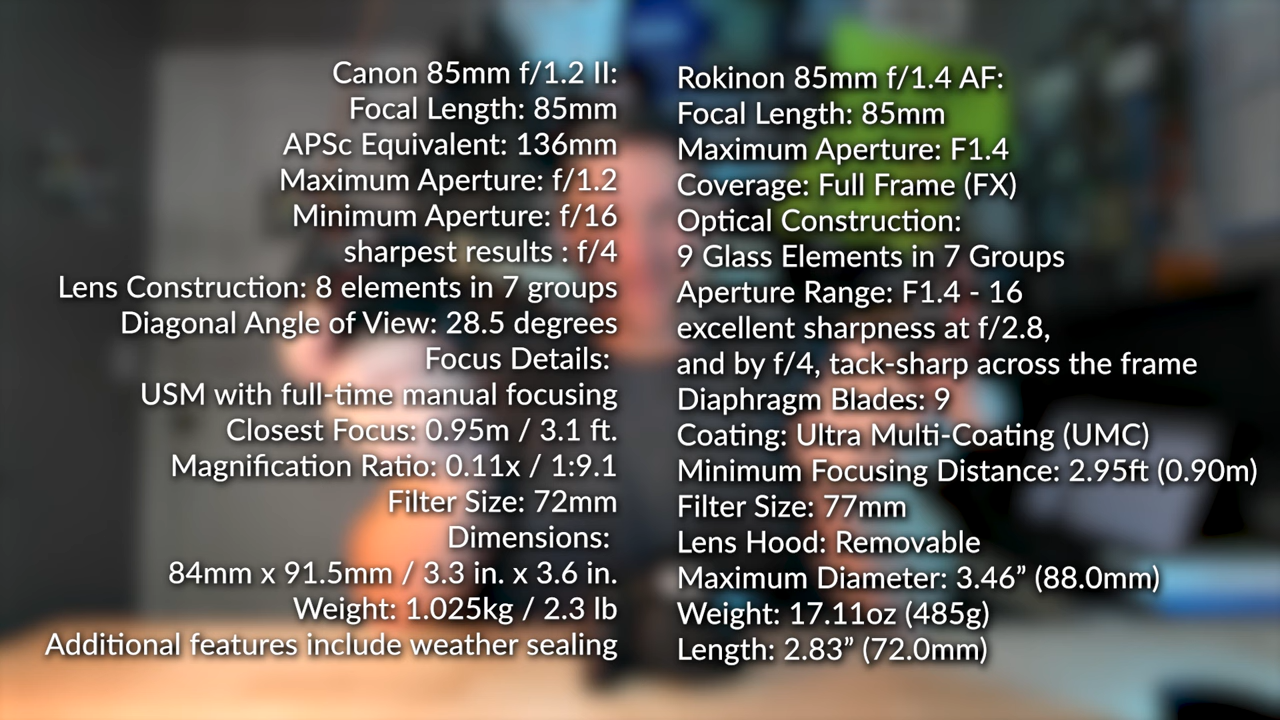 Canon 85mm f/1.2 II:
Focal Length: 85mm
APSc Equivalent: 136mm
Maximum Aperture: f/1.2
Minimum Aperture: f/16
sharpest results : f/4
Lens Construction: 8 elements in 7 groups
Diagonal Angle of View: 28.5 degrees
Focus Details:
USM with full-time manual focusing
Closest Focus: 0.95m / 3.1 ft.
Magnification Ratio: 0.11x / 1:9.1
Filter Size: 72mm
Dimensions:
84mm x 91.5mm / 3.3 in. x 3.6 in.
Weight: 1.025kg / 2.3 lb
Additional features include weather sealing
Rokinon 85mm f/1.4 AF:
Focal Length: 85mm
Maximum Aperture: F1.4
Coverage: Full Frame (FX)
Optical Construction:
9 Glass Elements in 7 Groups
Aperture Range: F1.4 - 16
excellent sharpness at f/2.8,
and by f/4, tack-sharp across the frame
Diaphragm Blades: 9
Coating: Ultra Multi-Coating (UMC)
Minimum Focusing Distance: 2.95ft (0.90m)
Filter Size: 77mm
Lens Hood: Removable
Maximum Diameter: 3.46” (88.0mm)
Weight: 17.11oz (485g)
Length: 2.83” (72.0mm)